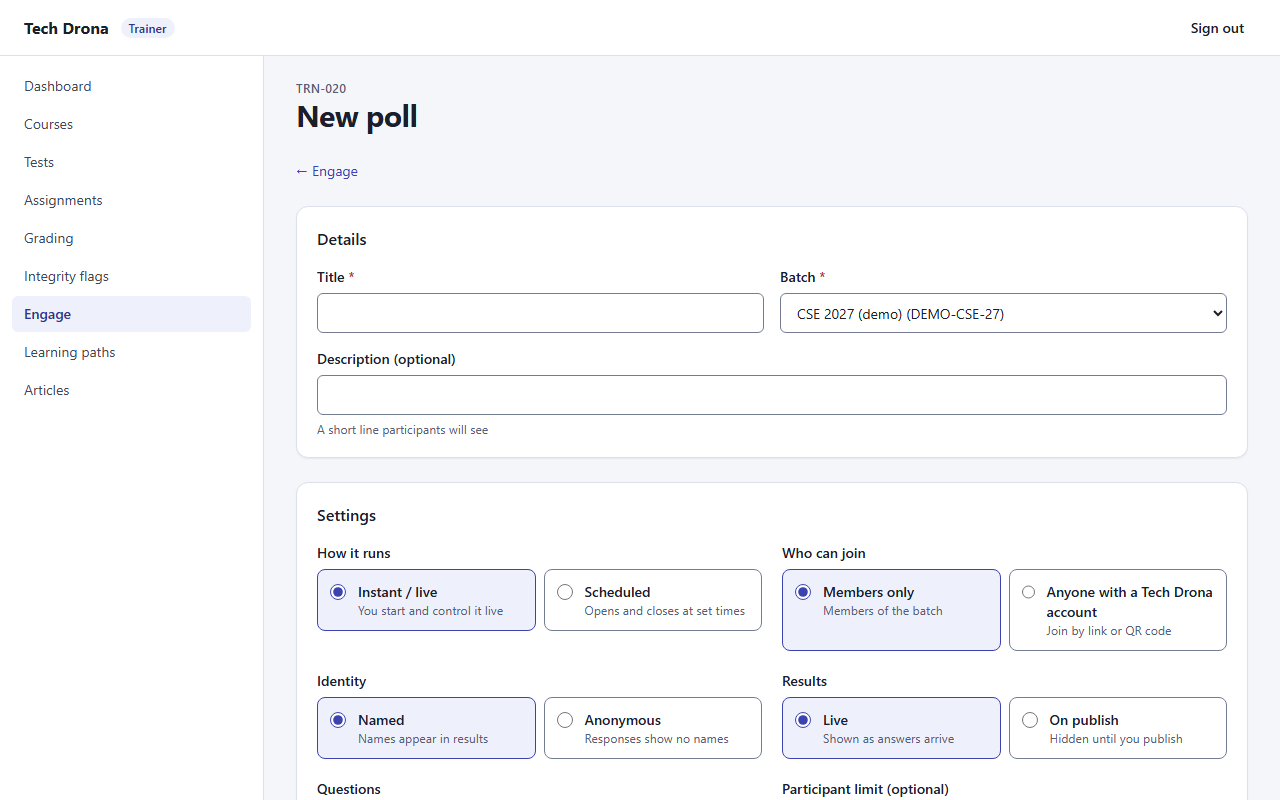 Tech Drona
Trainer
Sign out
Dashboard
Courses
Tests
Assignments
Grading
Integrity flags
Engage
Learning paths
Articles
TRN-020
New poll
← Engage
Details
Title *
Batch *
CSE 2027 (demo) (DEMO-CSE-27)
Description (optional)
A short line participants will see
Settings
How it runs
Instant / live
You start and control it live
Scheduled
Opens and closes at set times
Who can join
Members only
Members of the batch
Anyone with a Tech Drona
account
Join by link or QR code
Identity
Named
Names appear in results
Anonymous
Responses show no names
Results
Live
Shown as answers arrive
On publish
Hidden until you publish
Questions
Participant limit (optional)